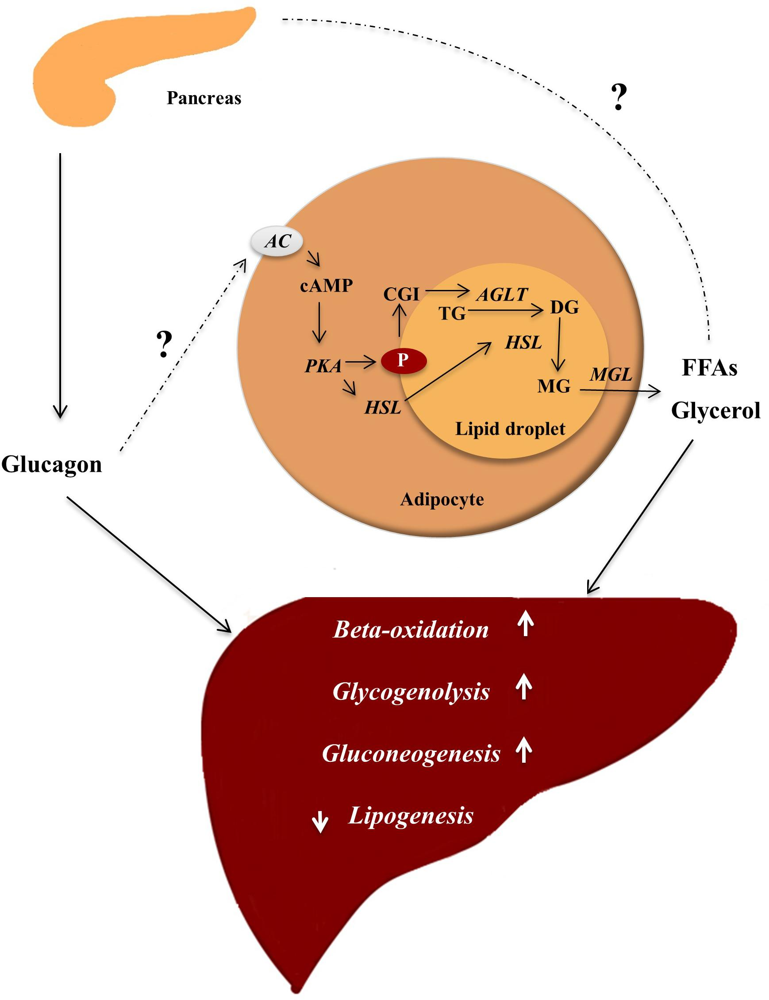 Pancreas
?
AC
cAMP
CGI
AGLT
TG
DG
HSL
?
PKA
P
HSL
MG
MGL
FFAs
Glycerol
Lipid droplet
Glucagon
Adipocyte
Beta-oxidation
Glycogenolysis
Gluconeogenesis
Lipogenesis